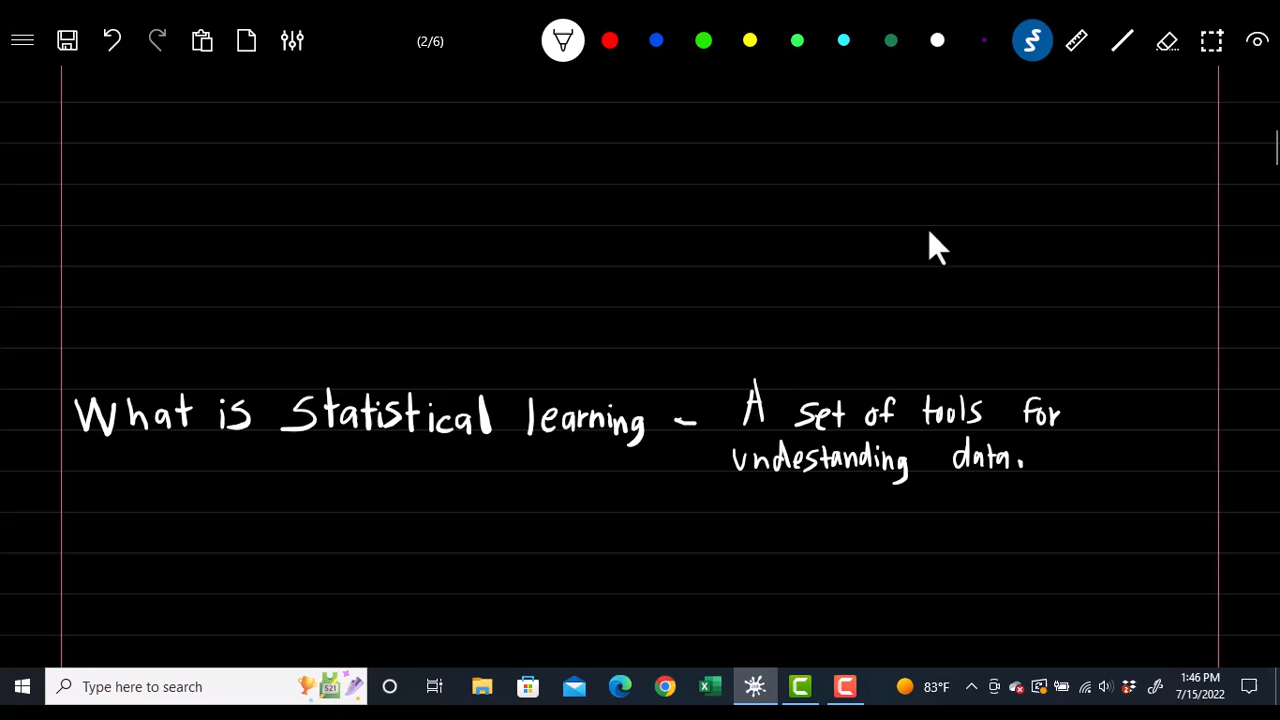 (2/6)
What is Statistical learning - A set of tools for
undestanding data.
Type here to search
521
83°F
1:46 PM
7/15/2022